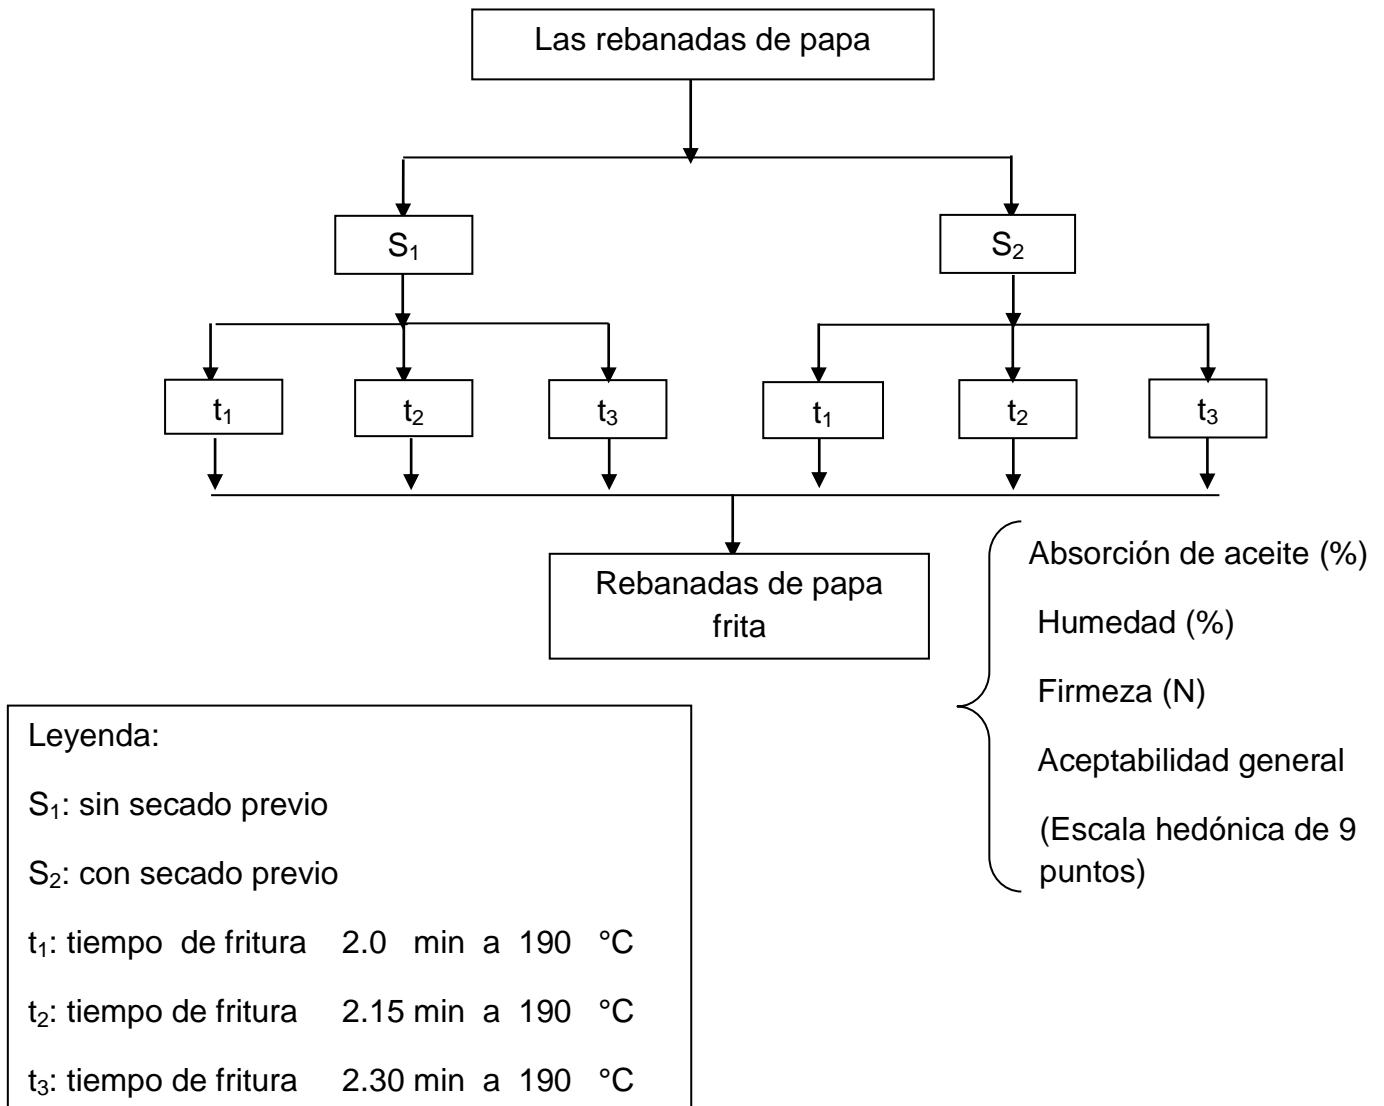 Las rebanadas de papa
S₁
S₂
t₁
t₂
t₃
t₁
t₂
t₃
Rebanadas de papa
frita
Absorción de aceite (%)
Humedad (%)
Firmeza (N)
Aceptabilidad general
(Escala hedónica de 9
puntos)
Leyenda:
S₁: sin secado previo
S₂: con secado previo
t₁: tiempo de fritura 2.0 min a 190 °C
t₂: tiempo de fritura 2.15 min a 190 °C
t₃: tiempo de fritura 2.30 min a 190 °C